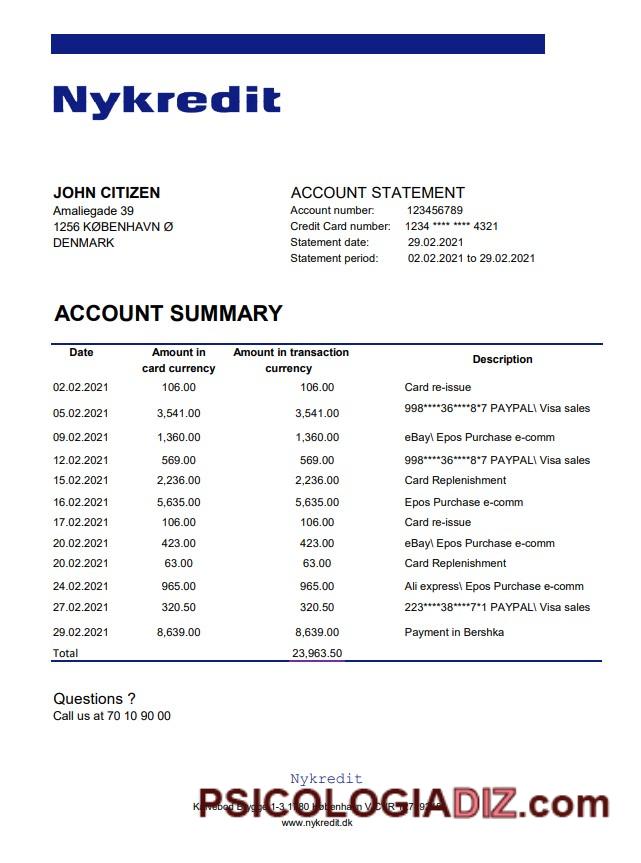 Nykredit
JOHN CITIZEN
Amaliegade 39
1256 KØBENHAVN Ø
DENMARK
ACCOUNT STATEMENT
Account number: 123456789
Credit Card number: 1234 **** **** 4321
Statement date: 29.02.2021
Statement period: 02.02.2021 to 29.02.2021
ACCOUNT SUMMARY
Date Amount in card currency Amount in transaction currency Description
02.02.2021 106.00 106.00 Card re-issue
05.02.2021 3,541.00 3,541.00 998****36****8*7 PAYPAL\ Visa sales
09.02.2021 1,360.00 1,360.00 eBay\ Epos Purchase e-comm
12.02.2021 569.00 569.00 998****36****8*7 PAYPAL\ Visa sales
15.02.2021 2,236.00 2,236.00 Card Replenishment
16.02.2021 5,635.00 5,635.00 Epos Purchase e-comm
17.02.2021 106.00 106.00 Card re-issue
20.02.2021 423.00 423.00 eBay\ Epos Purchase e-comm
20.02.2021 63.00 63.00 Card Replenishment
24.02.2021 965.00 965.00 Ali express\ Epos Purchase e-comm
27.02.2021 320.50 320.50 223****38****7*1 PAYPAL\ Visa sales
29.02.2021 8,639.00 8,639.00 Payment in Bershka
Total 23,963.50
Questions ?
Call us at 70 10 90 00
Nykredit
PSICOLOGIADIZ.com
www.nykredit.dk